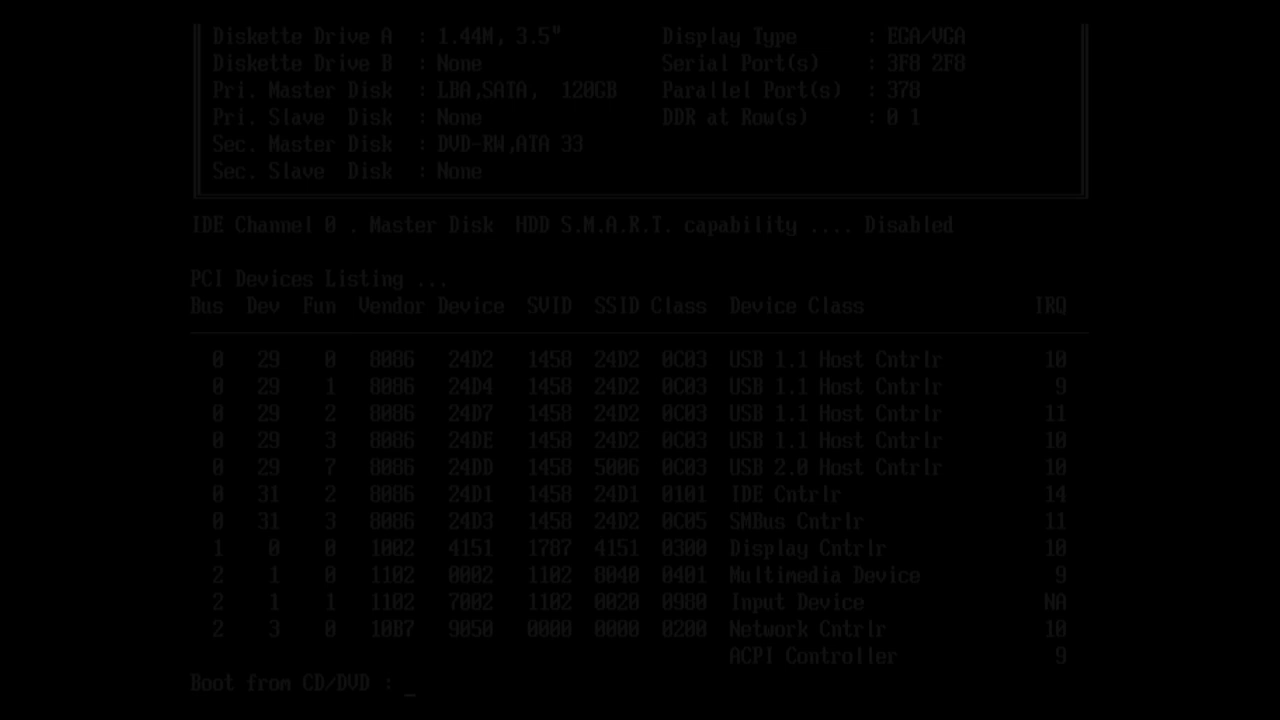 Diskette Drive A : 1.44M, 3.5" Display Type : EGA/VGA
Diskette Drive B : None Serial Port(s) : 3F8 2F8
Pri. Master Disk : LBA,SATA, 120GB Parallel Port(s) : 378
Pri. Slave Disk : None DDR at Row(s) : 0 1
Sec. Master Disk : DVD-RW,ATA 33
Sec. Slave Disk : None
IDE Channel 0 . Master Disk HDD S.M.A.R.T. capability .... Disabled
PCI Devices Listing ...
Bus Dev Fun Vendor Device SVID SSID Class Device Class IRQ
0 29 0 8086 24D2 1458 24D2 0C03 USB 1.1 Host Cntrlr 10
0 29 1 8086 24D4 1458 24D2 0C03 USB 1.1 Host Cntrlr 9
0 29 2 8086 24D7 1458 24D2 0C03 USB 1.1 Host Cntrlr 11
0 29 3 8086 24DE 1458 24D2 0C03 USB 1.1 Host Cntrlr 10
0 29 7 8086 24DD 1458 5006 0C03 USB 2.0 Host Cntrlr 10
0 31 2 8086 24D1 1458 24D1 0101 IDE Cntrlr 14
0 31 3 8086 24D3 1458 24D2 0C05 SMBus Cntrlr 11
1 0 0 1002 4151 1787 4151 0300 Display Cntrlr 10
2 1 0 1102 0002 1102 8040 0401 Multimedia Device 9
2 1 1 1102 7002 1102 0020 0980 Input Device NA
2 3 0 10B7 9050 0000 0000 0200 Network Cntrlr 10
ACPI Controller 9
Boot from CD/DVD : _